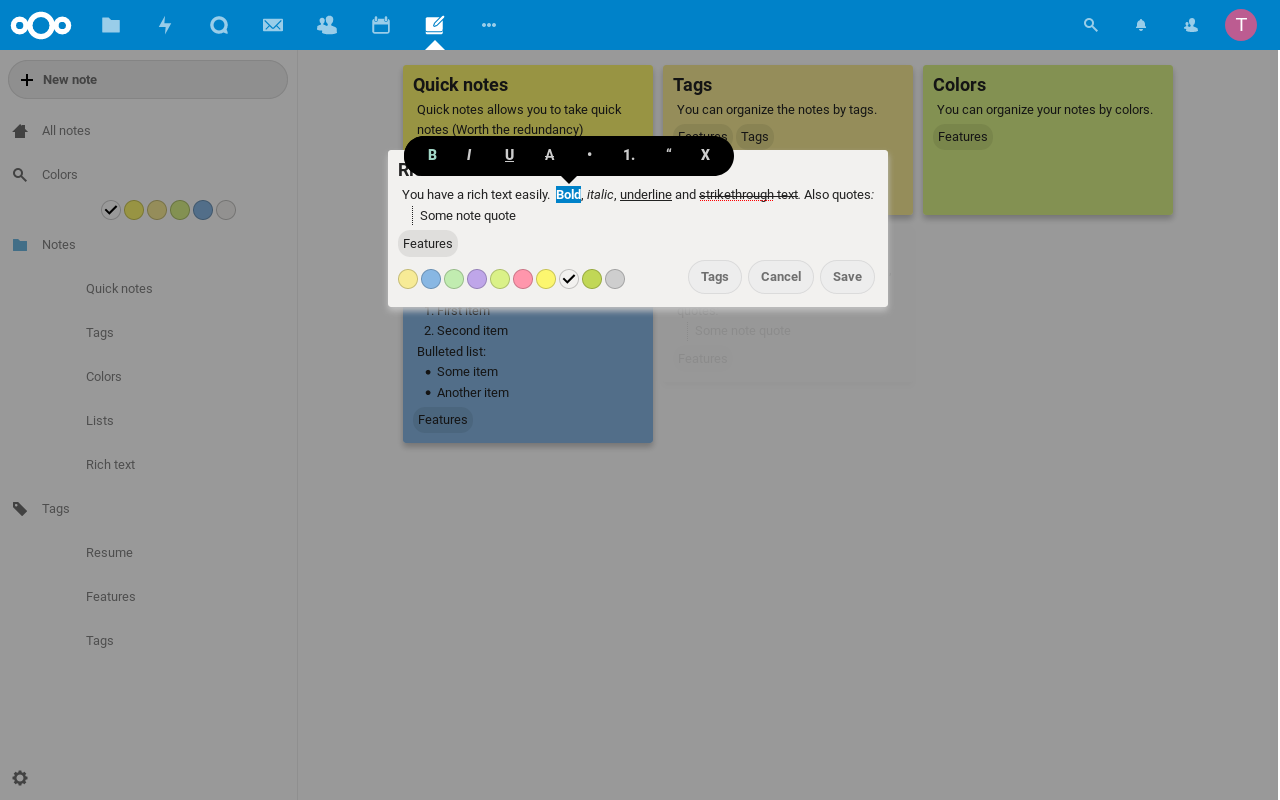 T
New note
All notes
Colors
Notes
Quick notes
Tags
Colors
Lists
Rich text
Tags
Resume
Features
Tags
Quick notes
Quick notes allows you to take quick
notes (Worth the redundancy)
Tags
You can organize the notes by tags.
Features Tags
Colors
You can organize your notes by colors.
Features
B I U A • 1. “ X
You have a rich text easily. Bold, italic, underline and strikethrough text. Also quotes:
Some note quote
Features
Tags Cancel Save
1. First item
2. Second item
Bulleted list:
• Some item
• Another item
Features
quotes:
Some note quote
Features